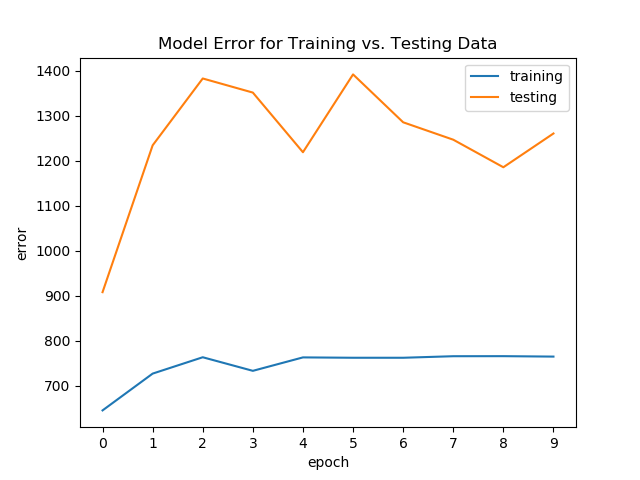 Model Error for Training vs. Testing Data
training
testing
1400
1300
1200
1100
1000
900
800
700
error
0 1 2 3 4 5 6 7 8 9
epoch